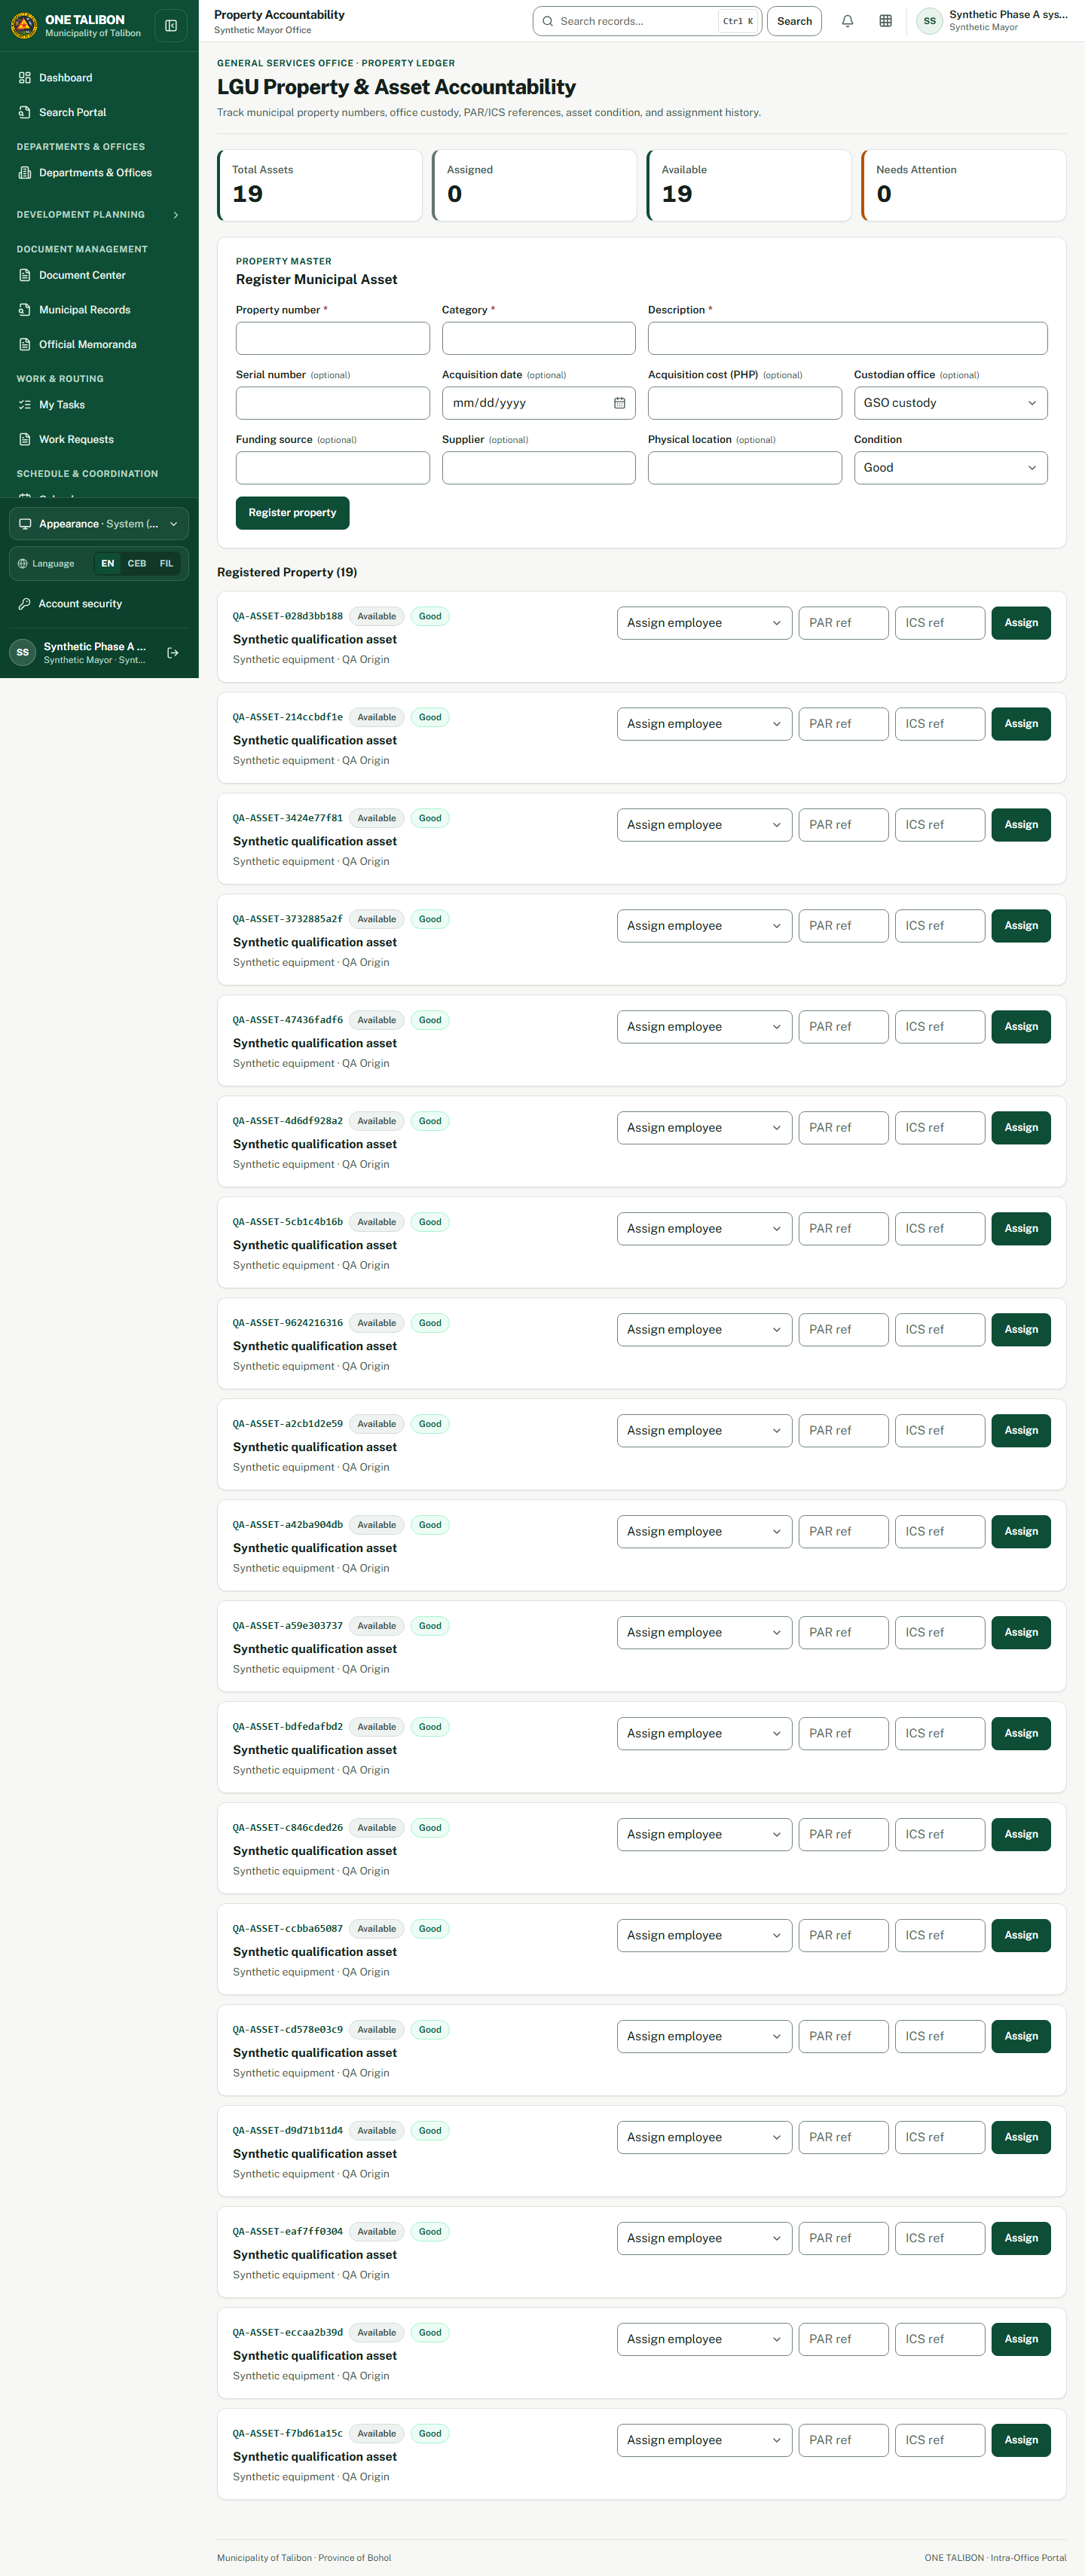 ONE TALIBON
Municipality of Talibon
Dashboard
Search Portal
DEPARTMENTS & OFFICES
Departments & Offices
DEVELOPMENT PLANNING
DOCUMENT MANAGEMENT
Document Center
Municipal Records
Official Memoranda
WORK & ROUTING
My Tasks
Work Requests
SCHEDULE & COORDINATION
Appearance · System (...
Language EN CEB FIL
Account security
SS Synthetic Phase A ...
Synthetic Mayor · Synt...
Property Accountability
Synthetic Mayor Office
Search records... Ctrl K Search
SS Synthetic Phase A sys...
Synthetic Mayor
GENERAL SERVICES OFFICE · PROPERTY LEDGER
LGU Property & Asset Accountability
Track municipal property numbers, office custody, PAR/ICS references, asset condition, and assignment history.
Total Assets
19
Assigned
0
Available
19
Needs Attention
0
PROPERTY MASTER
Register Municipal Asset
Property number * Category * Description *
Serial number (optional) Acquisition date (optional) Acquisition cost (PHP) (optional) Custodian office (optional)
mm/dd/yyyy GSO custody
Funding source (optional) Supplier (optional) Physical location (optional) Condition
Good
Register property
Registered Property (19)
QA-ASSET-028d3bb188 Available Good Assign employee PAR ref ICS ref Assign
Synthetic qualification asset
Synthetic equipment · QA Origin
QA-ASSET-214ccbdf1e Available Good Assign employee PAR ref ICS ref Assign
Synthetic qualification asset
Synthetic equipment · QA Origin
QA-ASSET-3424e77f81 Available Good Assign employee PAR ref ICS ref Assign
Synthetic qualification asset
Synthetic equipment · QA Origin
QA-ASSET-3732885a2f Available Good Assign employee PAR ref ICS ref Assign
Synthetic qualification asset
Synthetic equipment · QA Origin
QA-ASSET-47436fadf6 Available Good Assign employee PAR ref ICS ref Assign
Synthetic qualification asset
Synthetic equipment · QA Origin
QA-ASSET-4d6df928a2 Available Good Assign employee PAR ref ICS ref Assign
Synthetic qualification asset
Synthetic equipment · QA Origin
QA-ASSET-5cb1c4b16b Available Good Assign employee PAR ref ICS ref Assign
Synthetic qualification asset
Synthetic equipment · QA Origin
QA-ASSET-9624216316 Available Good Assign employee PAR ref ICS ref Assign
Synthetic qualification asset
Synthetic equipment · QA Origin
QA-ASSET-a2cb1d2e59 Available Good Assign employee PAR ref ICS ref Assign
Synthetic qualification asset
Synthetic equipment · QA Origin
QA-ASSET-a42ba904db Available Good Assign employee PAR ref ICS ref Assign
Synthetic qualification asset
Synthetic equipment · QA Origin
QA-ASSET-a59e303737 Available Good Assign employee PAR ref ICS ref Assign
Synthetic qualification asset
Synthetic equipment · QA Origin
QA-ASSET-bdfedafbd2 Available Good Assign employee PAR ref ICS ref Assign
Synthetic qualification asset
Synthetic equipment · QA Origin
QA-ASSET-c846cded26 Available Good Assign employee PAR ref ICS ref Assign
Synthetic qualification asset
Synthetic equipment · QA Origin
QA-ASSET-ccbba65087 Available Good Assign employee PAR ref ICS ref Assign
Synthetic qualification asset
Synthetic equipment · QA Origin
QA-ASSET-cd578e03c9 Available Good Assign employee PAR ref ICS ref Assign
Synthetic qualification asset
Synthetic equipment · QA Origin
QA-ASSET-d9d71b11d4 Available Good Assign employee PAR ref ICS ref Assign
Synthetic qualification asset
Synthetic equipment · QA Origin
QA-ASSET-eaf7ff0304 Available Good Assign employee PAR ref ICS ref Assign
Synthetic qualification asset
Synthetic equipment · QA Origin
QA-ASSET-eccaa2b39d Available Good Assign employee PAR ref ICS ref Assign
Synthetic qualification asset
Synthetic equipment · QA Origin
QA-ASSET-f7bd61a15c Available Good Assign employee PAR ref ICS ref Assign
Synthetic qualification asset
Synthetic equipment · QA Origin
Municipality of Talibon · Province of Bohol
ONE TALIBON · Intra-Office Portal